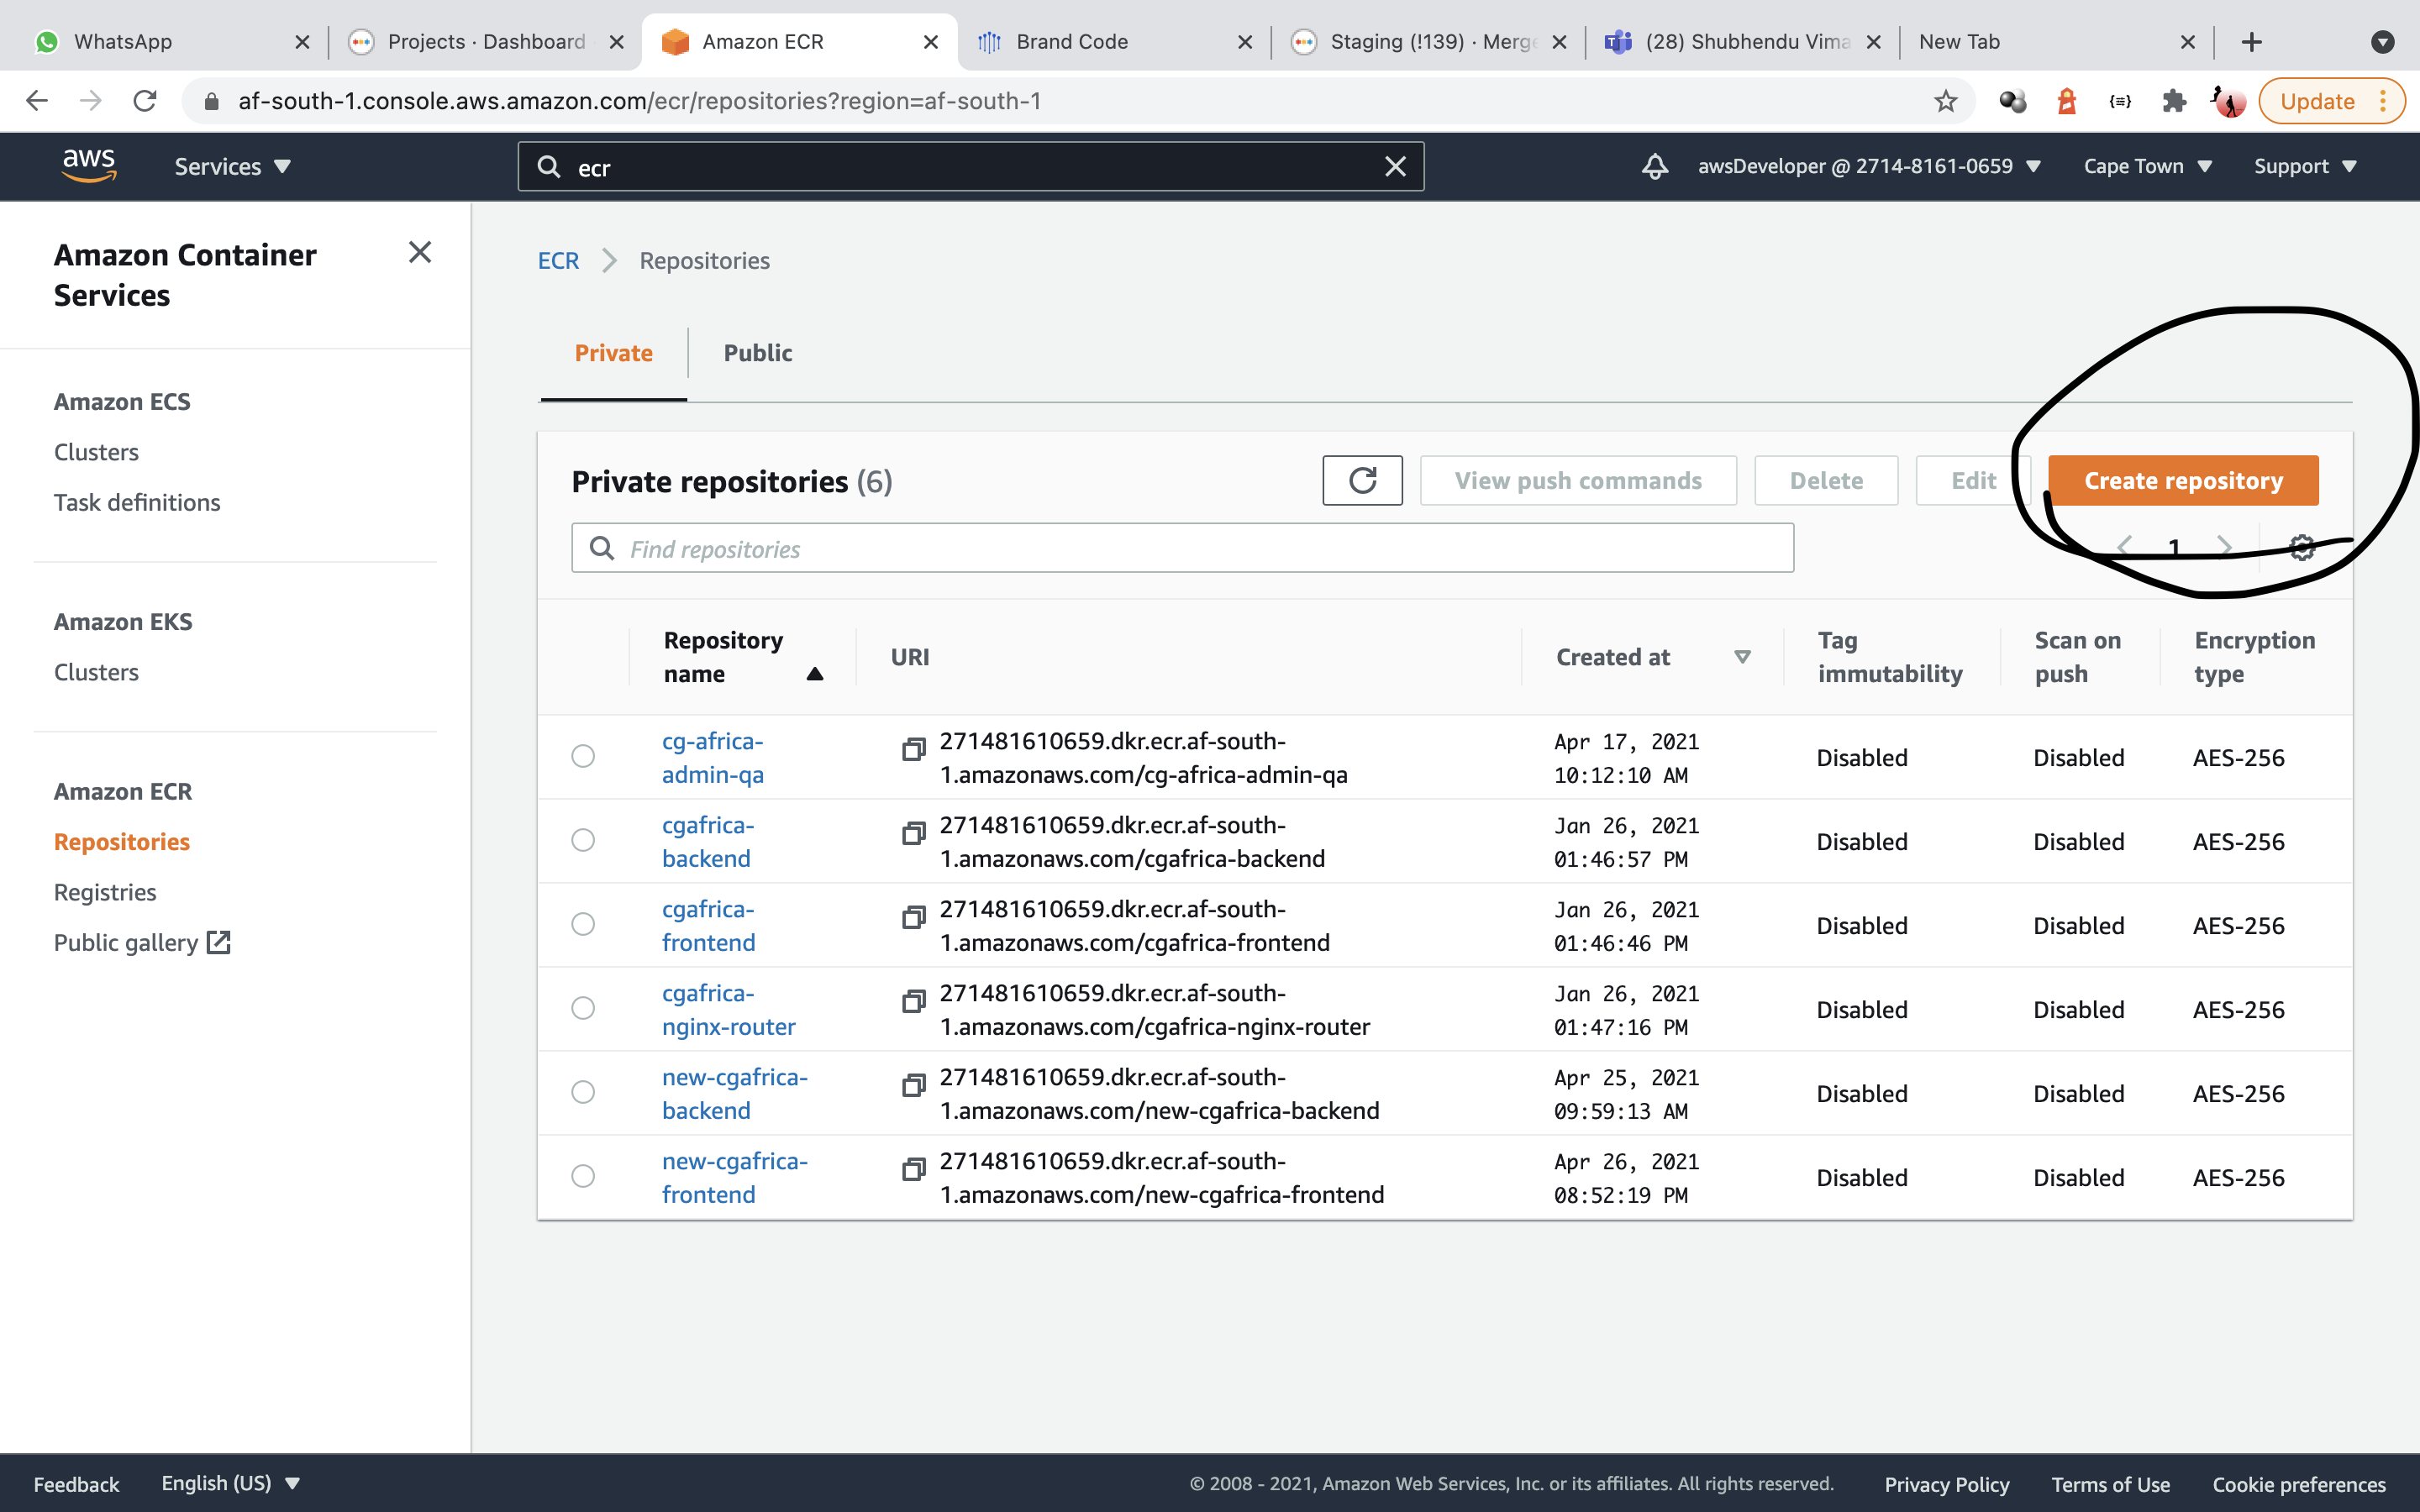 WhatsApp
Projects · Dashboard
Amazon ECR
Brand Code
Staging (!139) · Merge
(28) Shubhendu Vima
New Tab
af-south-1.console.aws.amazon.com/ecr/repositories?region=af-south-1
Update
aws
Services
ecr
awsDeveloper @ 2714-8161-0659
Cape Town
Support
Amazon Container
Services
Amazon ECS
Clusters
Task definitions
Amazon EKS
Clusters
Amazon ECR
Repositories
Registries
Public gallery
ECR
Repositories
Private
Public
Private repositories (6)
View push commands
Delete
Edit
Create repository
Find repositories
1
Repository
name
URI
Created at
Tag
immutability
Scan on
push
Encryption
type
cg-africa-
admin-qa
271481610659.dkr.ecr.af-south-
1.amazonaws.com/cg-africa-admin-qa
Apr 17, 2021
10:12:10 AM
Disabled
Disabled
AES-256
cgafrica-
backend
271481610659.dkr.ecr.af-south-
1.amazonaws.com/cgafrica-backend
Jan 26, 2021
01:46:57 PM
Disabled
Disabled
AES-256
cgafrica-
frontend
271481610659.dkr.ecr.af-south-
1.amazonaws.com/cgafrica-frontend
Jan 26, 2021
01:46:46 PM
Disabled
Disabled
AES-256
cgafrica-
nginx-router
271481610659.dkr.ecr.af-south-
1.amazonaws.com/cgafrica-nginx-router
Jan 26, 2021
01:47:16 PM
Disabled
Disabled
AES-256
new-cgafrica-
backend
271481610659.dkr.ecr.af-south-
1.amazonaws.com/new-cgafrica-backend
Apr 25, 2021
09:59:13 AM
Disabled
Disabled
AES-256
new-cgafrica-
frontend
271481610659.dkr.ecr.af-south-
1.amazonaws.com/new-cgafrica-frontend
Apr 26, 2021
08:52:19 PM
Disabled
Disabled
AES-256
Feedback
English (US)
© 2008 - 2021, Amazon Web Services, Inc. or its affiliates. All rights reserved.
Privacy Policy
Terms of Use
Cookie preferences